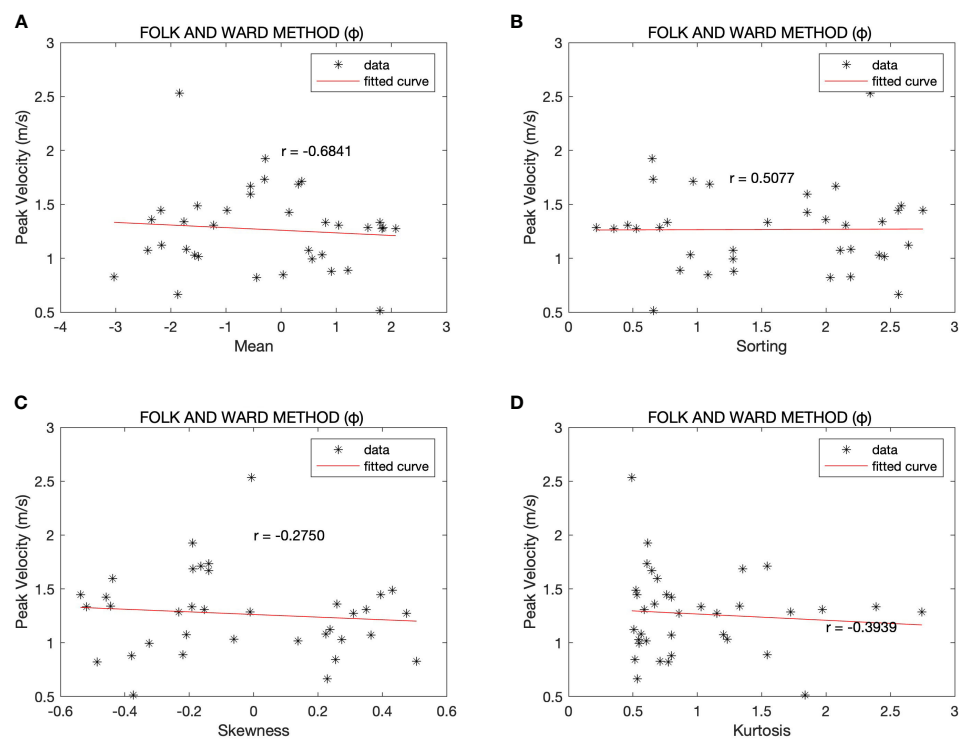 A
FOLK AND WARD METHOD (ϕ)
data
fitted curve
r = -0.6841
Peak Velocity (m/s)
3
2.5
2
1.5
1
0.5
-4 -3 -2 -1 0 1 2 3
Mean
B
FOLK AND WARD METHOD (ϕ)
data
fitted curve
r = 0.5077
Peak Velocity (m/s)
3
2.5
2
1.5
1
0.5
0 0.5 1 1.5 2 2.5 3
Sorting
C
FOLK AND WARD METHOD (ϕ)
data
fitted curve
r = -0.2750
Peak Velocity (m/s)
3
2.5
2
1.5
1
0.5
-0.6 -0.4 -0.2 0 0.2 0.4 0.6
Skewness
D
FOLK AND WARD METHOD (ϕ)
data
fitted curve
r = -0.3939
Peak Velocity (m/s)
3
2.5
2
1.5
1
0.5
0 0.5 1 1.5 2 2.5 3
Kurtosis